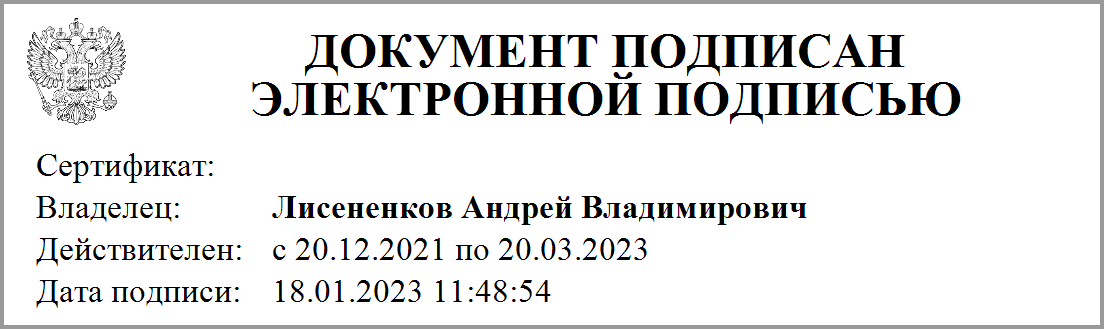 ДОКУМЕНТ ПОДПИСАН
ЭЛЕКТРОННОЙ ПОДПИСЬЮ
Сертификат:
Владелец: Лисененков Андрей Владимирович
Действителен: с 20.12.2021 по 20.03.2023
Дата подписи: 18.01.2023 11:48:54